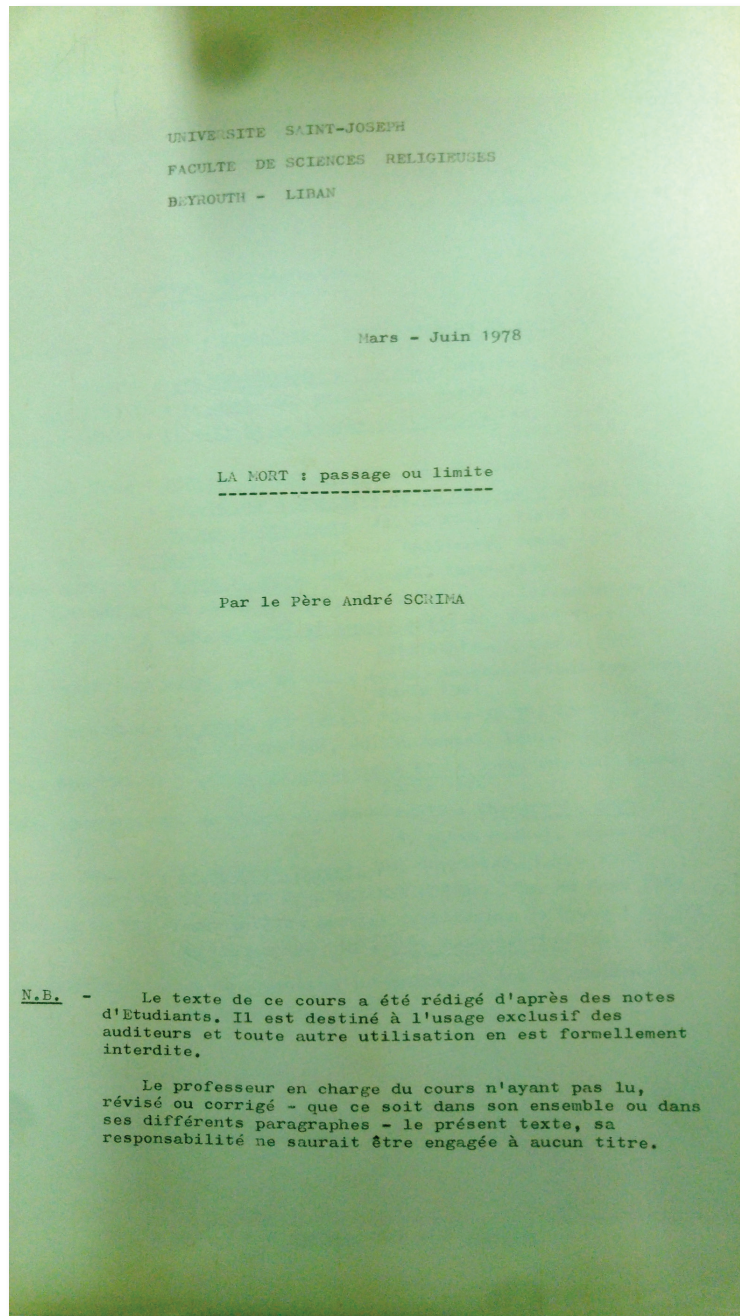 UNIVERSITE SAINT-JOSEPH
FACULTE DE SCIENCES RELIGIEUSES
BEYROUTH - LIBAN
Mars - Juin 1978
LA MORT : passage ou limite
Par le Père André SCRIMA
N.B. - Le texte de ce cours a été rédigé d'après des notes
d'Etudiants. Il est destiné à l'usage exclusif des
auditeurs et toute autre utilisation en est formellement
interdite.
Le professeur en charge du cours n'ayant pas lu,
révisé ou corrigé - que ce soit dans son ensemble ou dans
ses différents paragraphes - le présent texte, sa
responsabilité ne saurait être engagée à aucun titre.